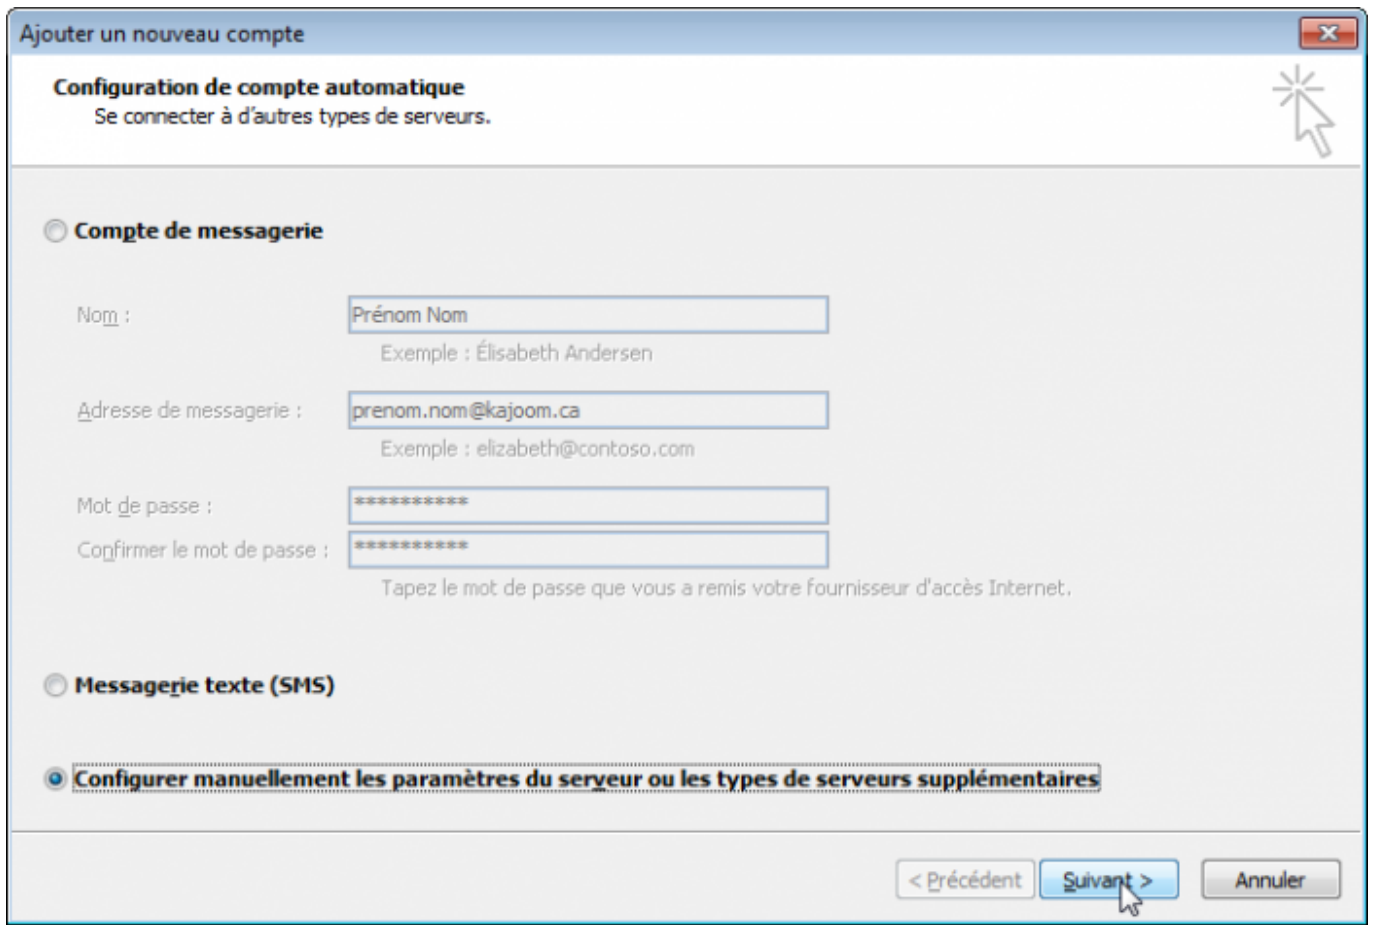 Ajouter un nouveau compte
Configuration de compte automatique
Se connecter à d'autres types de serveurs.
Compte de messagerie
Nom :
Prénom Nom
Exemple : Élisabeth Andersen
Adresse de messagerie :
prenom.nom@kajoom.ca
Exemple : elizabeth@contoso.com
Mot de passe :
**********
Confirmer le mot de passe :
**********
Tapez le mot de passe que vous a remis votre fournisseur d'accès Internet.
Messagerie texte (SMS)
Configurer manuellement les paramètres du serveur ou les types de serveurs supplémentaires
< Précédent
Suivant >
Annuler